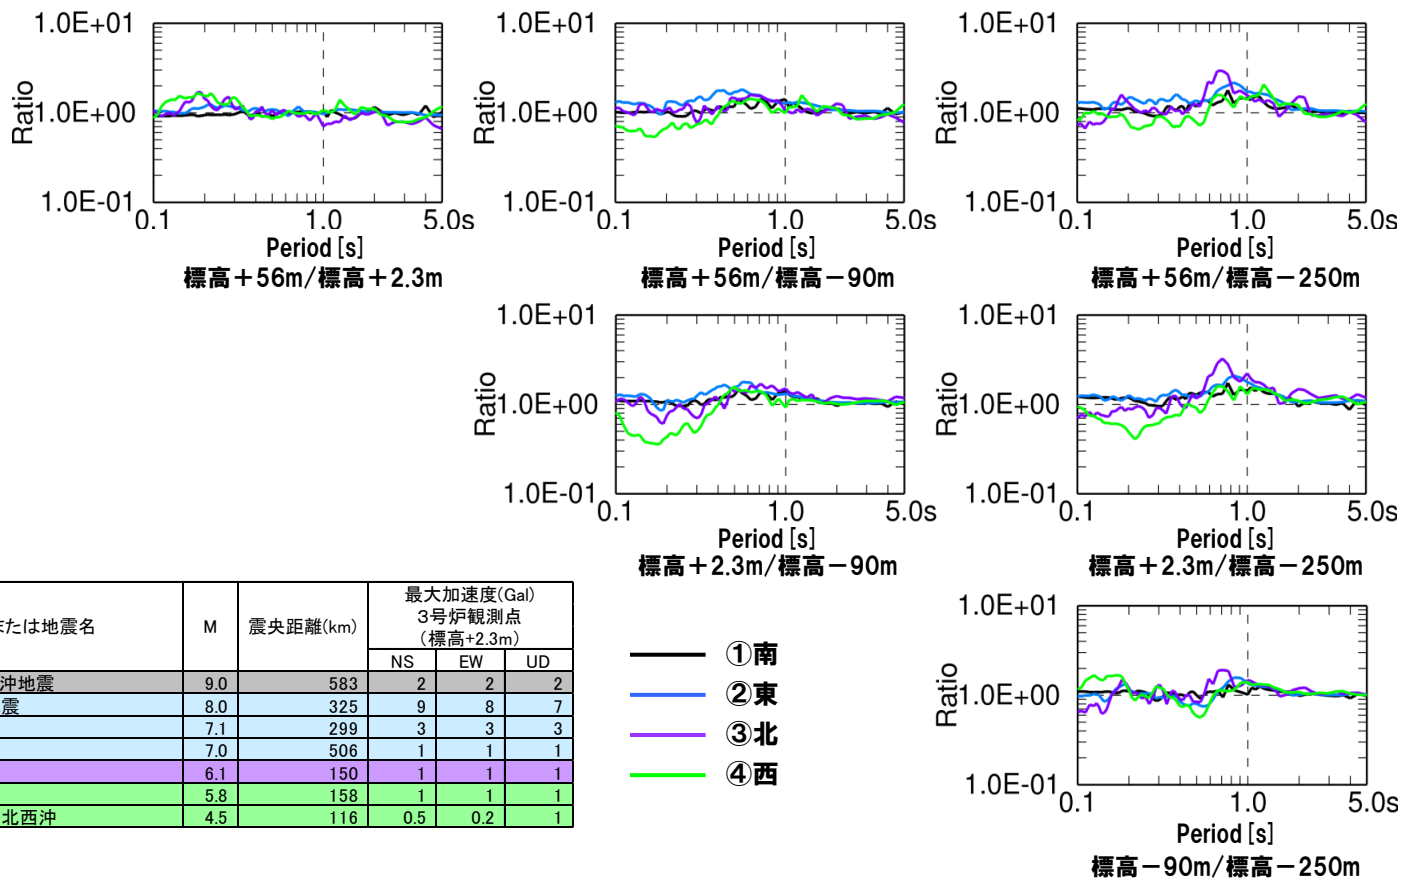 1.0E+01
1.0E+00
1.0E-01
Ratio
0.1
1.0
5.0s
Period [s]
標高+56m/標高+2.3m
1.0E+01
1.0E+00
1.0E-01
Ratio
0.1
1.0
5.0s
Period [s]
標高+56m/標高-90m
1.0E+01
1.0E+00
1.0E-01
Ratio
0.1
1.0
5.0s
Period [s]
標高+56m/標高-250m
1.0E+01
1.0E+00
1.0E-01
Ratio
0.1
1.0
5.0s
Period [s]
標高+2.3m/標高-90m
1.0E+01
1.0E+00
1.0E-01
Ratio
0.1
1.0
5.0s
Period [s]
標高+2.3m/標高-250m
または地震名 M 震央距離(km) 最大加速度(Gal)
3号炉観測点
(標高+2.3m)
NS EW UD
沖地震 9.0 583 2 2 2
震 8.0 325 9 8 7
7.1 299 3 3 3
7.0 506 1 1 1
6.1 150 1 1 1
5.8 158 1 1 1
北西沖 4.5 116 0.5 0.2 1
①南
②東
③北
④西
1.0E+01
1.0E+00
1.0E-01
Ratio
0.1
1.0
5.0s
Period [s]
標高-90m/標高-250m